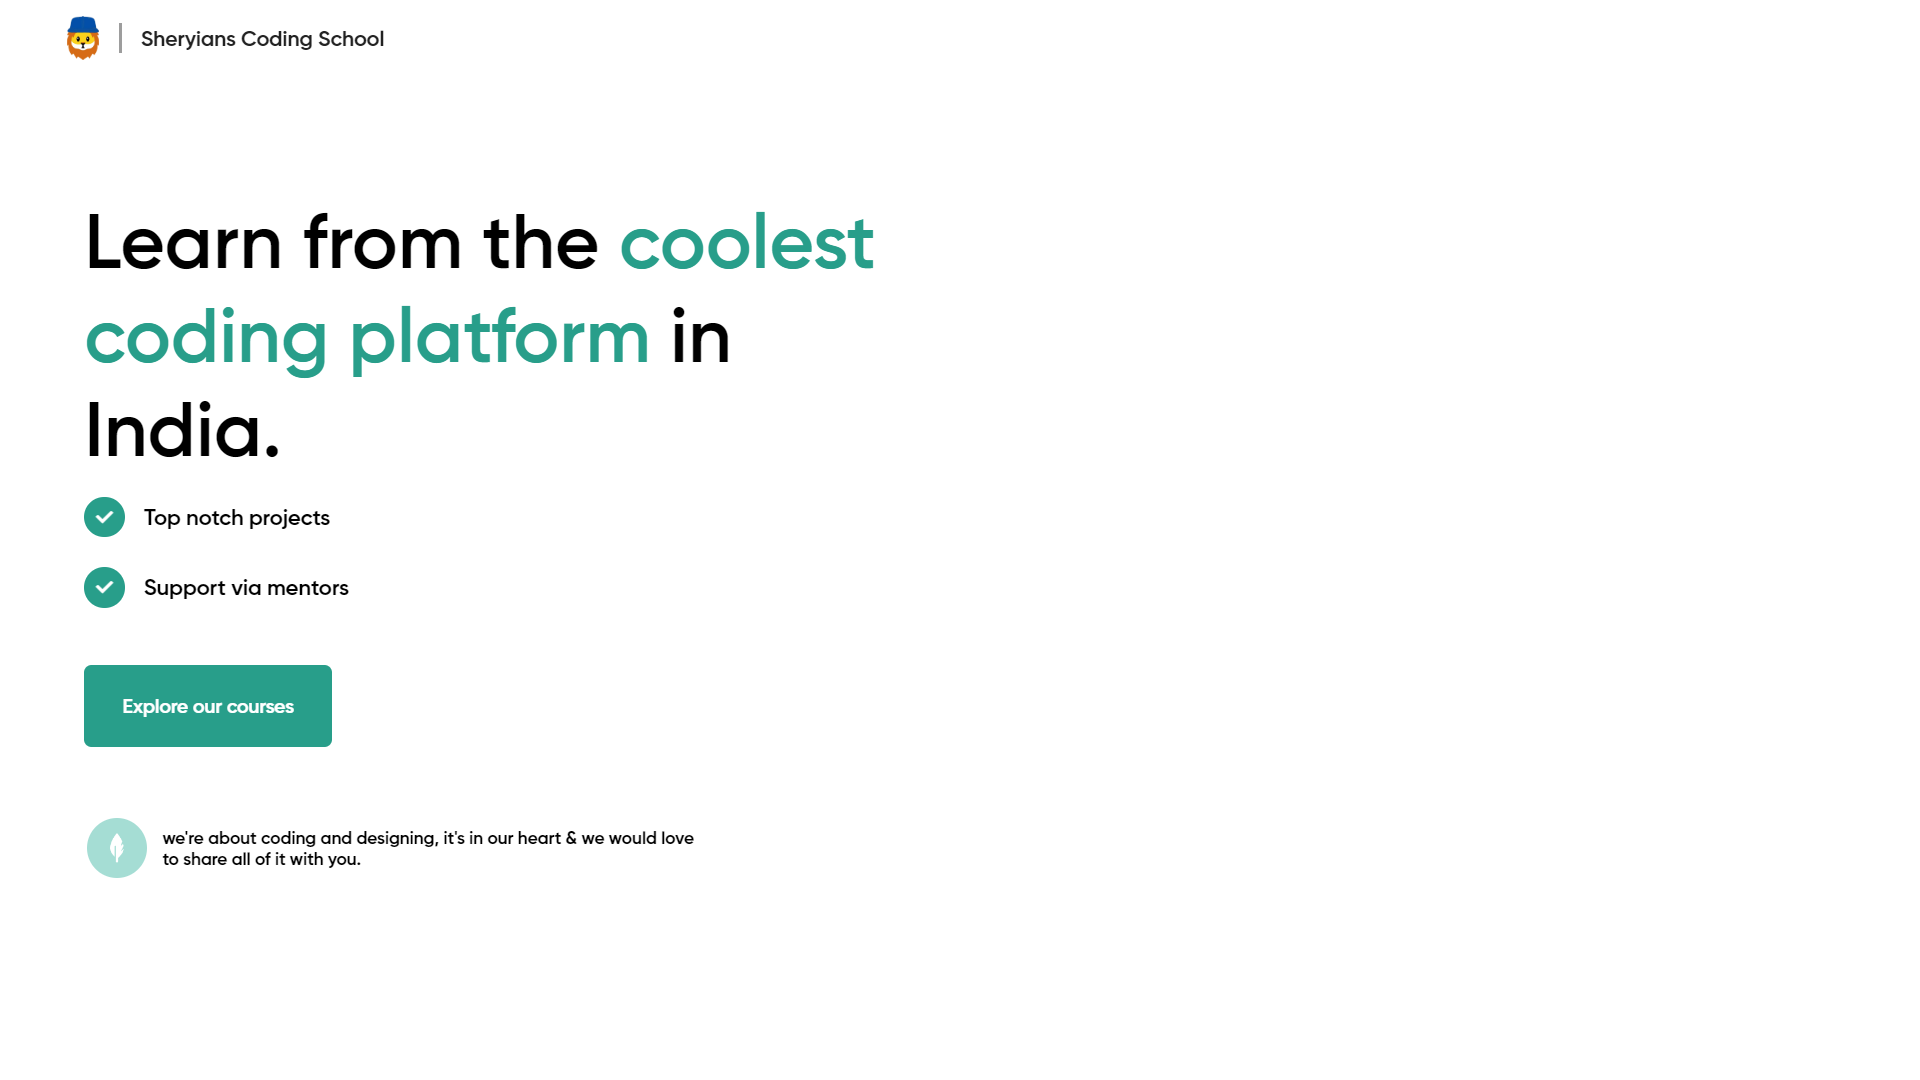 Sheryians Coding School
Learn from the coolest
coding platform in
India.
Top notch projects
Support via mentors
Explore our courses
we're about coding and designing, it's in our heart & we would love
to share all of it with you.